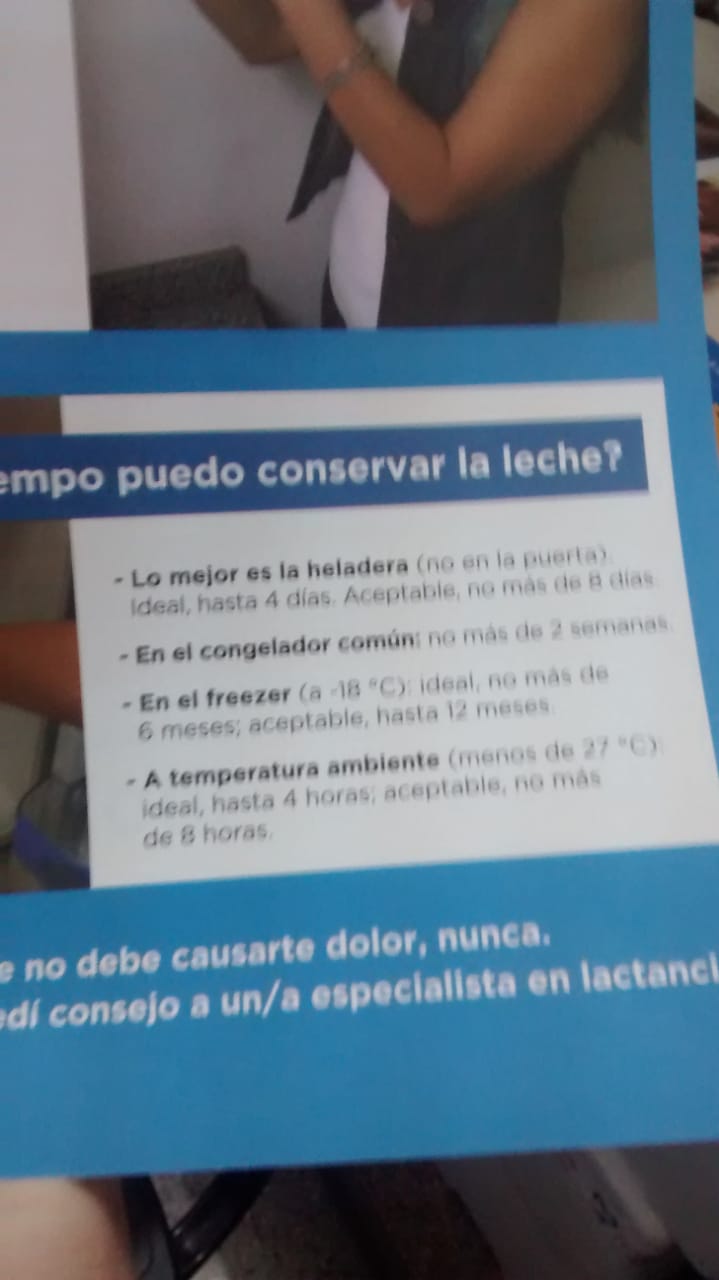 empo puedo conservar la leche?
- Lo mejor es la heladera (no en la puerta).
Ideal, hasta 4 días. Aceptable, no más de 8 días.
- En el congelador común: no más de 2 semanas.
- En el freezer (a -18 °C): ideal, no más de
6 meses; aceptable, hasta 12 meses.
- A temperatura ambiente (menos de 27 °C):
ideal, hasta 4 horas; aceptable, no más
de 8 horas.
e no debe causarte dolor, nunca.
edí consejo a un/a especialista en lactanci